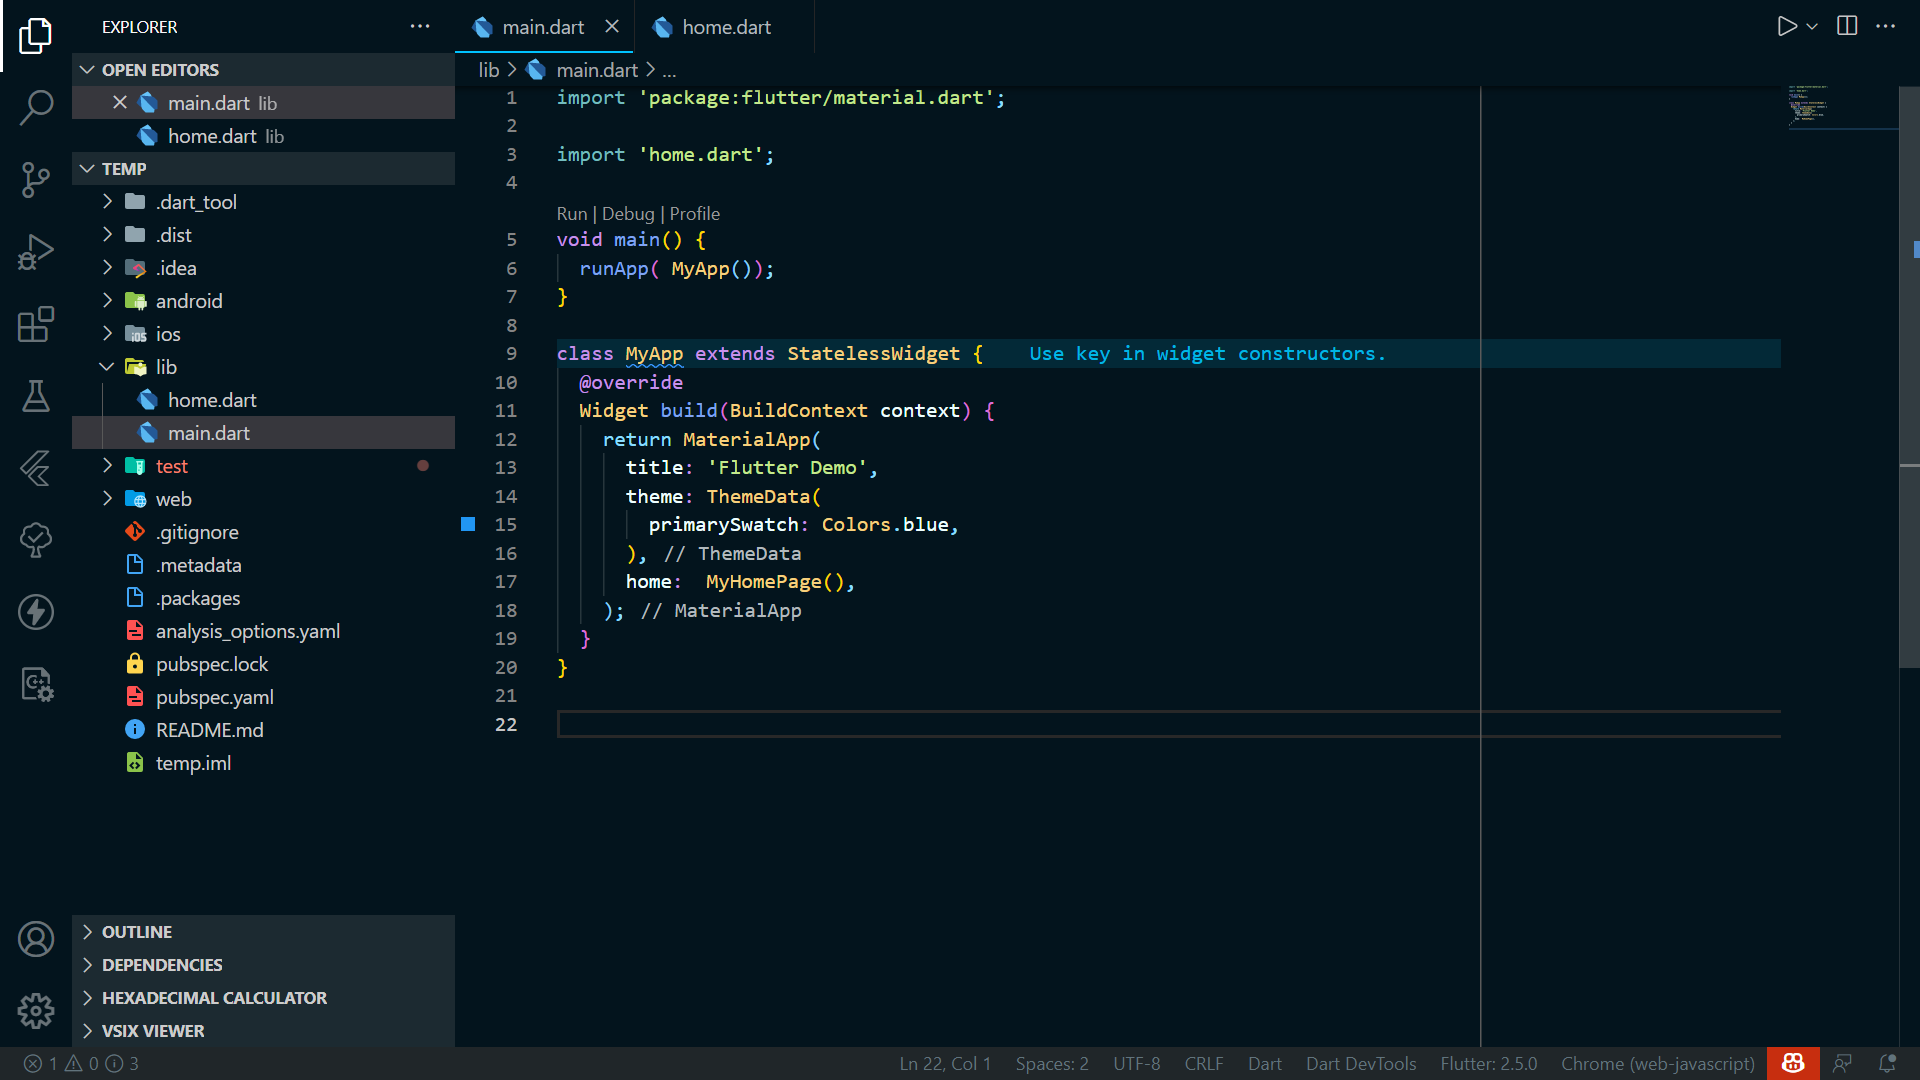 EXPLORER
OPEN EDITORS
main.dart lib
home.dart lib
TEMP
.dart_tool
.dist
.idea
android
ios
lib
home.dart
main.dart
test
web
.gitignore
.metadata
.packages
analysis_options.yaml
pubspec.lock
pubspec.yaml
README.md
temp.iml
OUTLINE
DEPENDENCIES
HEXADECIMAL CALCULATOR
VSIX VIEWER
main.dart
home.dart
lib > main.dart > ...
1 import 'package:flutter/material.dart';
2
3 import 'home.dart';
4
Run | Debug | Profile
5 void main() {
6 runApp( MyApp());
7 }
8
9 class MyApp extends StatelessWidget { Use key in widget constructors.
10 @override
11 Widget build(BuildContext context) {
12 return MaterialApp(
13 title: 'Flutter Demo',
14 theme: ThemeData(
15 primarySwatch: Colors.blue,
16 ), // ThemeData
17 home:  MyHomePage(),
18 ); // MaterialApp
19 }
20 }
21
22
1 0 3
Ln 22, Col 1 Spaces: 2 UTF-8 CRLF Dart Dart DevTools Flutter: 2.5.0 Chrome (web-javascript)